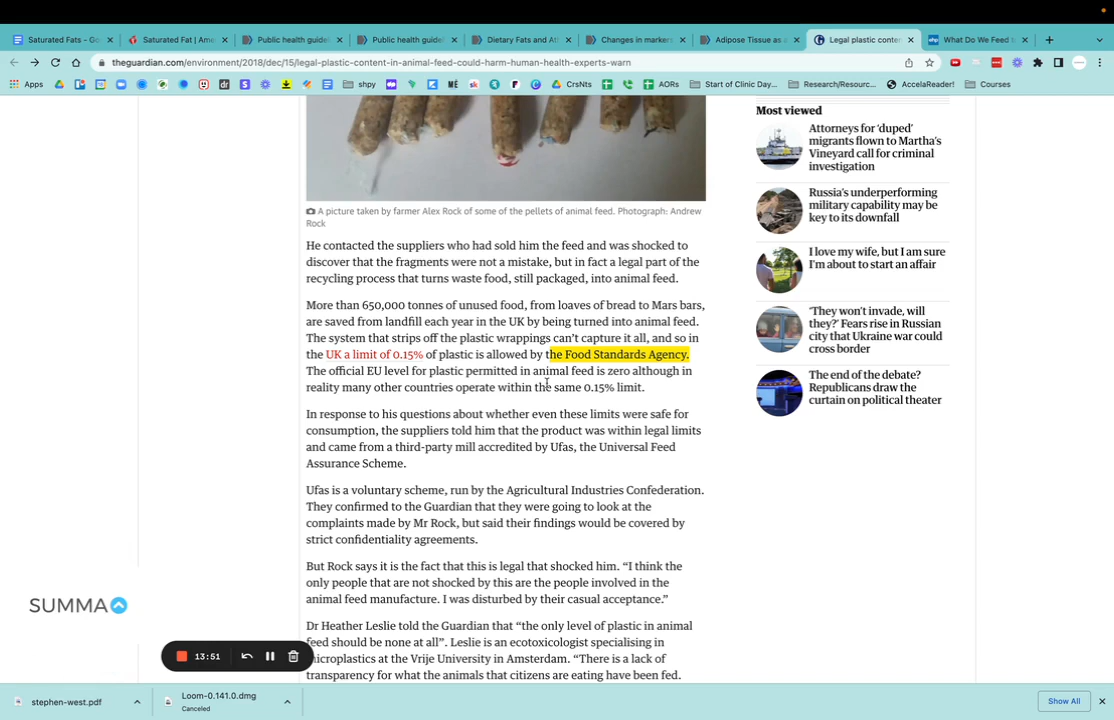 Saturated Fats - Go
Saturated Fat | Ame
Public health guide
Public health guide
Dietary Fats and Ath
Changes in markers
Adipose Tissue as a
Legal plastic conten
What Do We Feed to
theguardian.com/environment/2018/dec/15/legal-plastic-content-in-animal-feed-could-harm-human-health-experts-warn
Apps
shpy
CrsNts
AORs
Start of Clinic Day...
Research/Resourc...
AccelaReader!
Courses
A picture taken by farmer Alex Rock of some of the pellets of animal feed. Photograph: Andrew
Rock
He contacted the suppliers who had sold him the feed and was shocked to
discover that the fragments were not a mistake, but in fact a legal part of the
recycling process that turns waste food, still packaged, into animal feed.
More than 650,000 tonnes of unused food, from loaves of bread to Mars bars,
are saved from landfill each year in the UK by being turned into animal feed.
The system that strips off the plastic wrappings can't capture it all, and so in
the UK a limit of 0.15% of plastic is allowed by the Food Standards Agency.
The official EU level for plastic permitted in animal feed is zero although in
reality many other countries operate within the same 0.15% limit.
In response to his questions about whether even these limits were safe for
consumption, the suppliers told him that the product was within legal limits
and came from a third-party mill accredited by Ufas, the Universal Feed
Assurance Scheme.
Ufas is a voluntary scheme, run by the Agricultural Industries Confederation.
They confirmed to the Guardian that they were going to look at the
complaints made by Mr Rock, but said their findings would be covered by
strict confidentiality agreements.
But Rock says it is the fact that this is legal that shocked him. "I think the
only people that are not shocked by this are the people involved in the
animal feed manufacture. I was disturbed by their casual acceptance."
Dr Heather Leslie told the Guardian that "the only level of plastic in animal
feed should be none at all". Leslie is an ecotoxicologist specialising in
microplastics at the Vrije University in Amsterdam. "There is a lack of
transparency for what the animals that citizens are eating have been fed.
Most viewed
Attorneys for 'duped'
migrants flown to Martha's
Vineyard call for criminal
investigation
Russia's underperforming
military capability may be
key to its downfall
I love my wife, but I am sure
I'm about to start an affair
'They won't invade, will
they?' Fears rise in Russian
city that Ukraine war could
cross border
The end of the debate?
Republicans draw the
curtain on political theater
SUMMA
13:51
stephen-west.pdf
Loom-0.141.0.dmg
Canceled
Show All